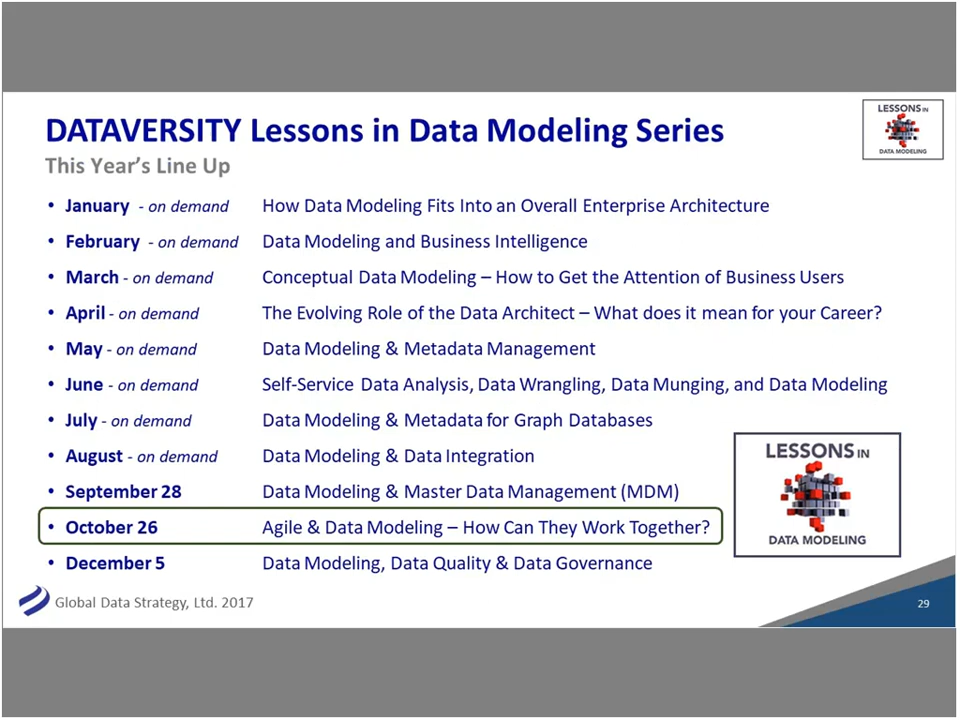 DATAVERSITY Lessons in Data Modeling Series
This Year's Line Up
LESSONS IN
DATA MODELING
• January - on demand How Data Modeling Fits Into an Overall Enterprise Architecture
• February - on demand Data Modeling and Business Intelligence
• March - on demand Conceptual Data Modeling – How to Get the Attention of Business Users
• April - on demand The Evolving Role of the Data Architect – What does it mean for your Career?
• May - on demand Data Modeling & Metadata Management
• June - on demand Self-Service Data Analysis, Data Wrangling, Data Munging, and Data Modeling
• July - on demand Data Modeling & Metadata for Graph Databases
• August - on demand Data Modeling & Data Integration
• September 28 Data Modeling & Master Data Management (MDM)
• October 26 Agile & Data Modeling – How Can They Work Together?
• December 5 Data Modeling, Data Quality & Data Governance
LESSONS IN
DATA MODELING
Global Data Strategy, Ltd. 2017
29